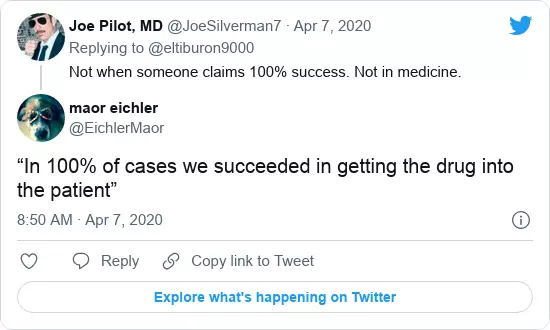 Joe Pilot, MD @JoeSilverman7 · Apr 7, 2020
Replying to @eltiburon9000
Not when someone claims 100% success. Not in medicine.
maor eichler
@EichlerMaor
“In 100% of cases we succeeded in getting the drug into
the patient”
8:50 AM · Apr 7, 2020
Reply Copy link to Tweet
Explore what's happening on Twitter